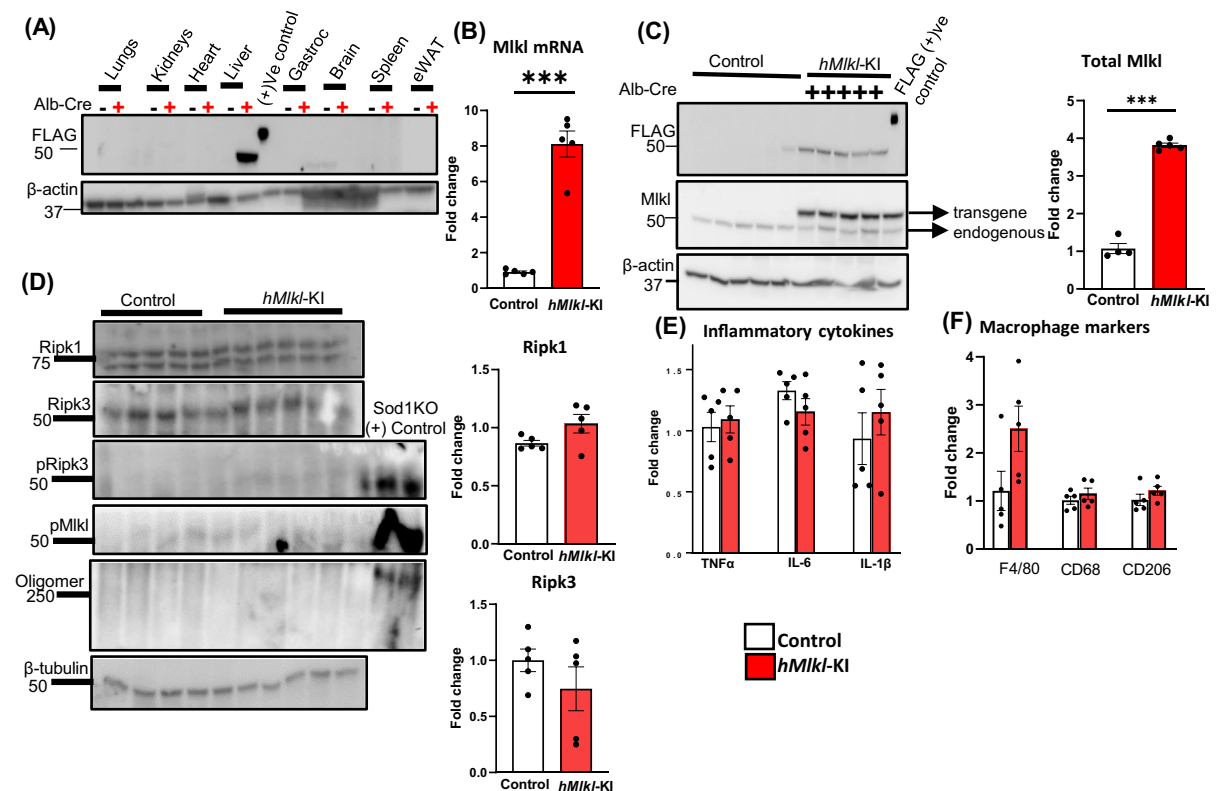 (A)
Lungs
Kidneys
Heart
Liver
(+)Ve control
Gastroc
Brain
Spleen
eWAT
Alb-Cre - + - + - + - + - + - + - + - +
FLAG
50
β-actin
37
(B)
Mlkl mRNA
***
Fold change
10
8
6
4
2
0
Control hMlkl-KI
(C)
Control hMlkl-KI
FLAG (+)ve
control
Alb-Cre +++++
FLAG
50
Mlkl
50
transgene
endogenous
β-actin
37
Total Mlkl
***
Fold change
5
4
3
2
1
0
Control hMlkl-KI
(D)
Control hMlkl-KI
Ripk1
75
Ripk3
50
Sod1KO
(+) Control
pRipk3
50
pMlkl
50
Oligomer
250
β-tubulin
50
Ripk1
Fold change
1.5
1.0
0.5
0.0
Control hMlkl-KI
Ripk3
Fold change
1.5
1.0
0.5
0.0
Control hMlkl-KI
(E)
Inflammatory cytokines
Fold change
1.5
1.0
0.5
0.0
TNFα IL-6 IL-1β
(F)
Macrophage markers
Fold change
4
3
2
1
0
F4/80 CD68 CD206
Control
hMlkl-KI